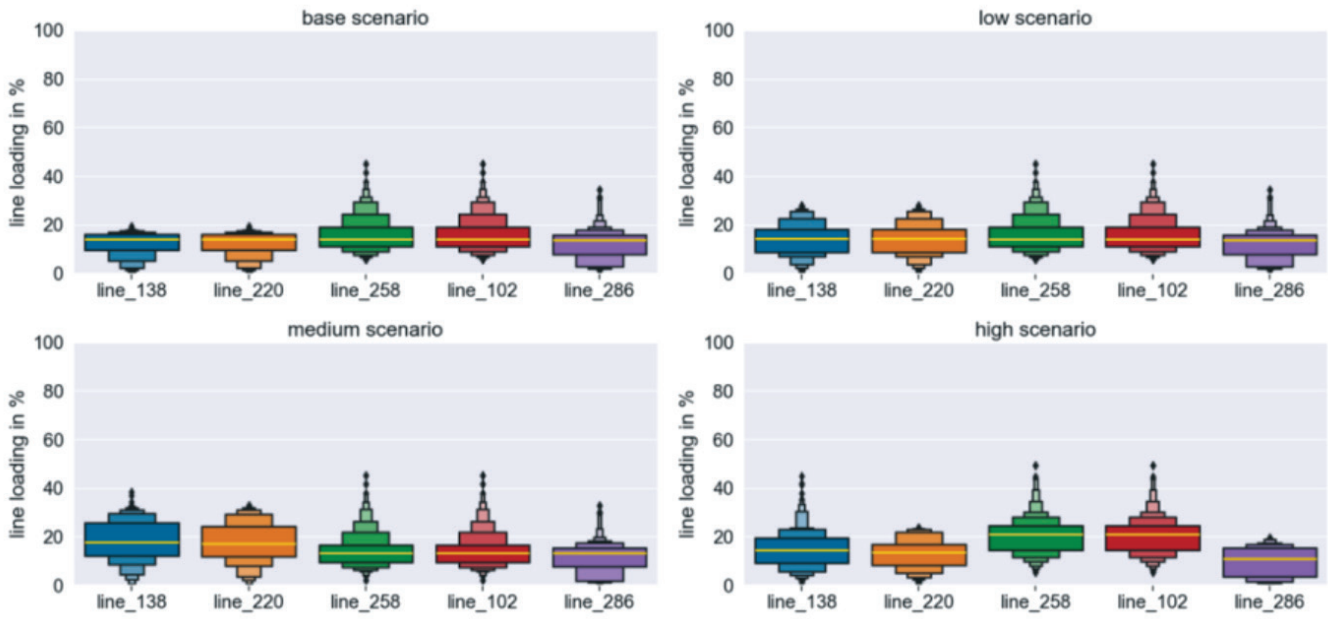 base scenario
line loading in %
100
80
60
40
20
0
line_138 line_220 line_258 line_102 line_286
low scenario
line loading in %
100
80
60
40
20
0
line_138 line_220 line_258 line_102 line_286
medium scenario
line loading in %
100
80
60
40
20
0
line_138 line_220 line_258 line_102 line_286
high scenario
line loading in %
100
80
60
40
20
0
line_138 line_220 line_258 line_102 line_286